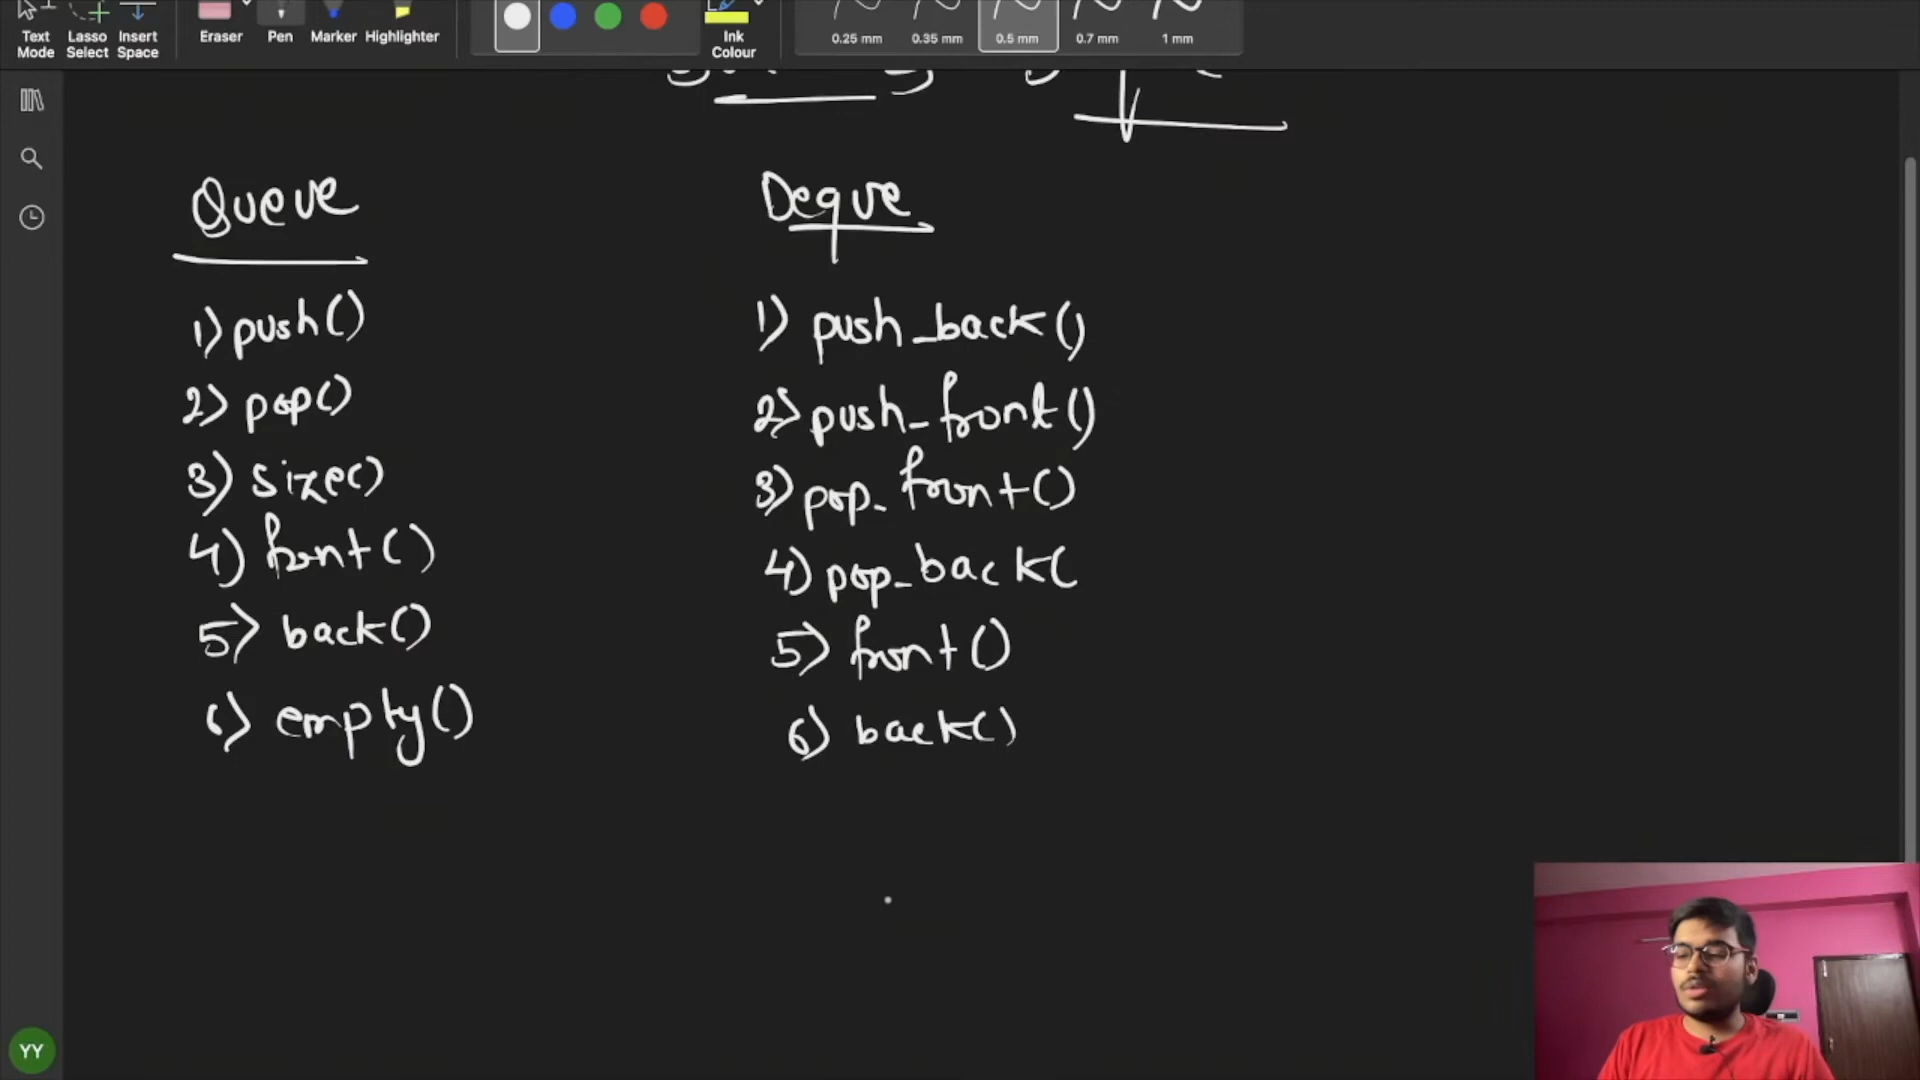 Text Mode
Lasso Select
Insert Space
Eraser
Pen
Marker
Highlighter
Ink Colour
0.25 mm
0.35 mm
0.5 mm
0.7 mm
1 mm
Queue
1) push()
2) pop()
3) size()
4) front()
5) back()
6) empty()
Deque
1) push_back()
2) push_front()
3) pop_front()
4) pop_back(
5) front()
6) back()
YY